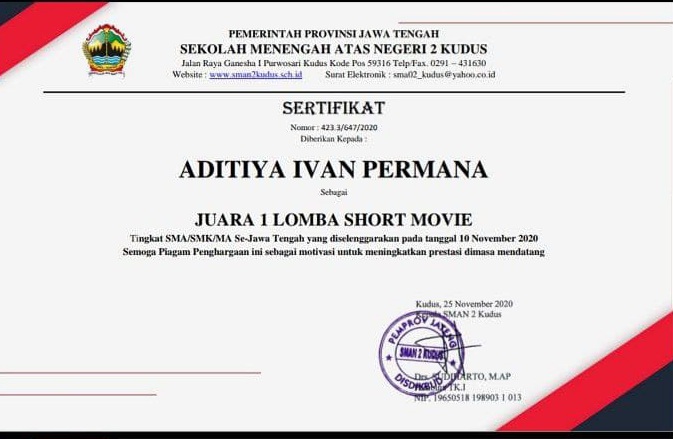 PEMERINTAH PROVINSI JAWA TENGAH
SEKOLAH MENENGAH ATAS NEGERI 2 KUDUS
Jalan Raya Ganesha I Purwosari Kudus Kode Pos 59316 Telp/Fax. 0291 – 431630
Website : www.sman2kudus.sch.id Surat Elektronik : sma02_kudus@yahoo.co.id
SERTIFIKAT
Nomor : 423.3/647/2020
Diberikan Kepada :
ADITIYA IVAN PERMANA
Sebagai
JUARA 1 LOMBA SHORT MOVIE
Tingkat SMA/SMK/MA Se-Jawa Tengah yang diselenggarakan pada tanggal 10 November 2020
Semoga Piagam Penghargaan ini sebagai motivasi untuk meningkatkan prestasi dimasa mendatang
Kudus, 25 November 2020
SMAN 2 Kudus
PEMPROV JATENG
SMAN 2 KUDUS
DISDIKBUD
M.AP
TK.I
NIP. 19650518 198903 1 013